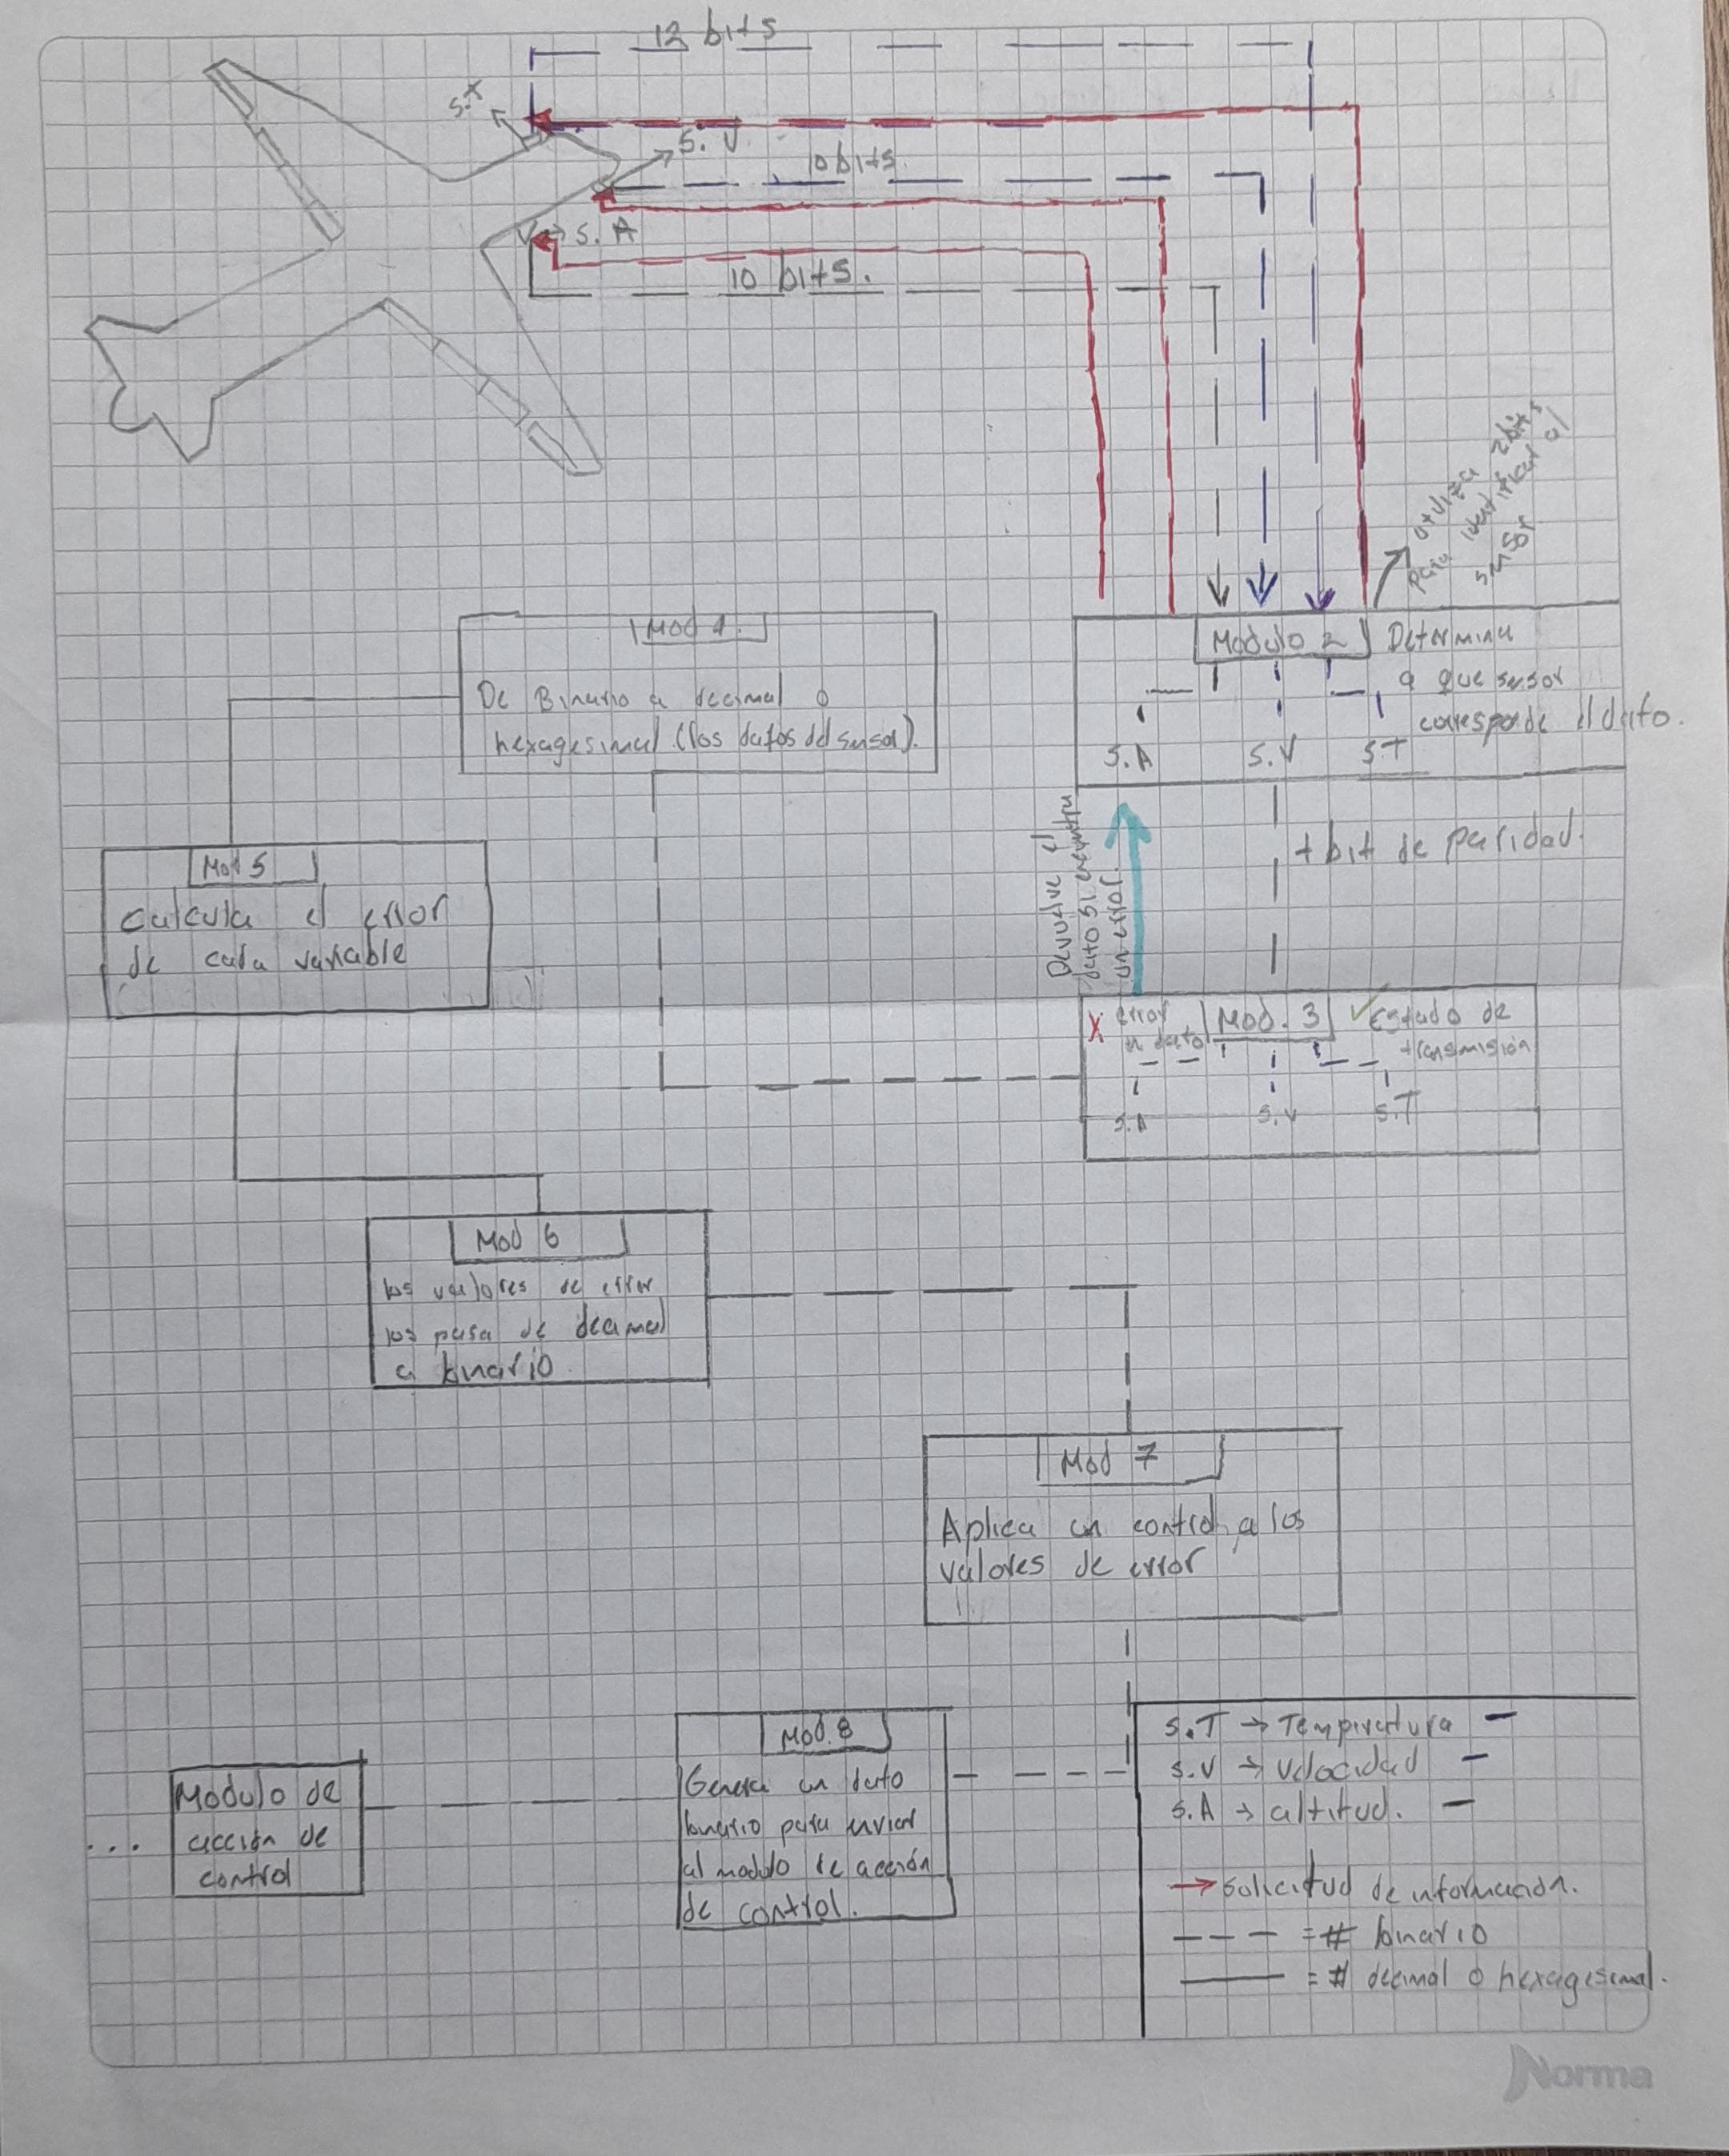 12 bits
S.T
S. V
10 bits.
S. A
10 bits.
utiliza 2bits
para identificar al
sensor
Mod 4.
De Binario a decimal o
hexagesimal (los datos del sensor).
Modulo 2
Determina
a que sensor
corresponde el dato.
S.A S.V S.T
Devuelve el
dato si encuentra
un error.
+ bit de paridad.
Mod 5
Calcula el error
de cada variable
X error
en dato
Mod. 3
✓ Estado de
transmisión
S.A S.V S.T
Mod 6
los valores de error
los pasa de decimal
a binario
Mod 7
Aplica un control a los
valores de error
Mod. 8
Genera un dato
binario para enviar
al modulo de acción
de control.
Modulo de
acción de
control
...
S.T → Temperatura —
S.V → velocidad —
S.A → altitud. —
→ solicitud de información.
--- = # binario
— = # decimal o hexagesimal.
Norma